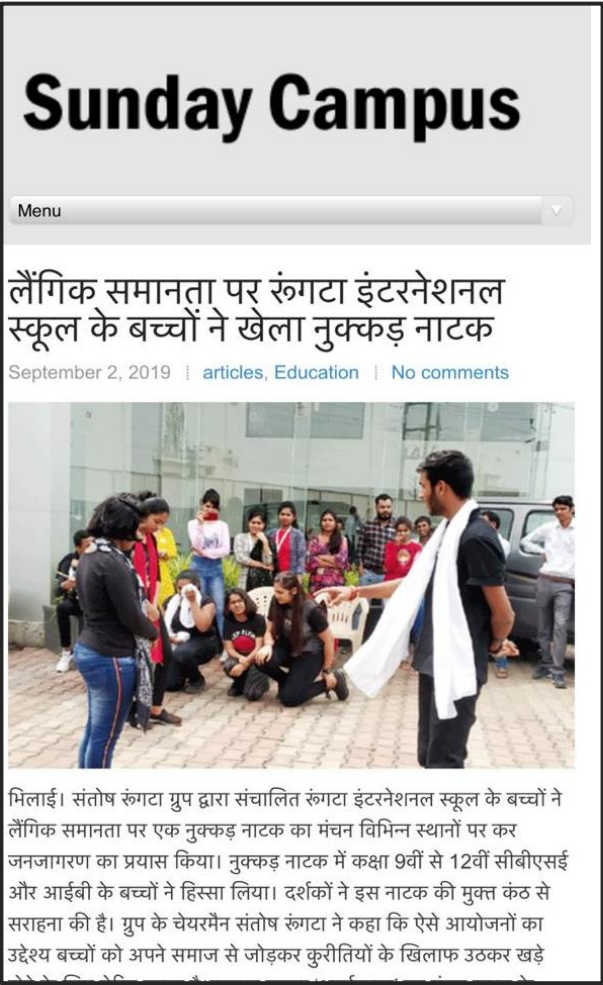 Sunday Campus
Menu
लैंगिक समानता पर रूंगटा इंटरनेशनल
स्कूल के बच्चों ने खेला नुक्कड़ नाटक
September 2, 2019 ⁞ articles, Education ⁞ No comments
भिलाई। संतोष रूंगटा ग्रुप द्वारा संचालित रूंगटा इंटरनेशनल स्कूल के बच्चों ने
लैंगिक समानता पर एक नुक्कड़ नाटक का मंचन विभिन्न स्थानों पर कर
जनजागरण का प्रयास किया। नुक्कड़ नाटक में कक्षा 9वीं से 12वीं सीबीएसई
और आईबी के बच्चों ने हिस्सा लिया। दर्शकों ने इस नाटक की मुक्त कंठ से
सराहना की है। ग्रुप के चेयरमैन संतोष रूंगटा ने कहा कि ऐसे आयोजनों का
उद्देश्य बच्चों को अपने समाज से जोड़कर कुरीतियों के खिलाफ उठकर खड़े